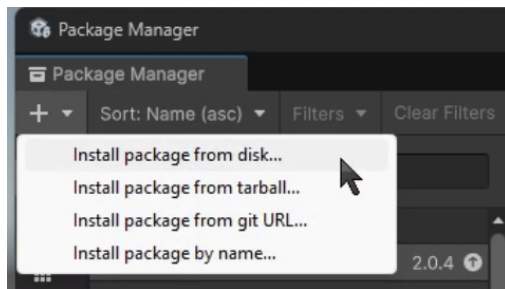 Package Manager
Package Manager
+ Sort: Name (asc) Filters Clear Filters
Install package from disk...
Install package from tarball...
Install package from git URL...
Install package by name...
2.0.4